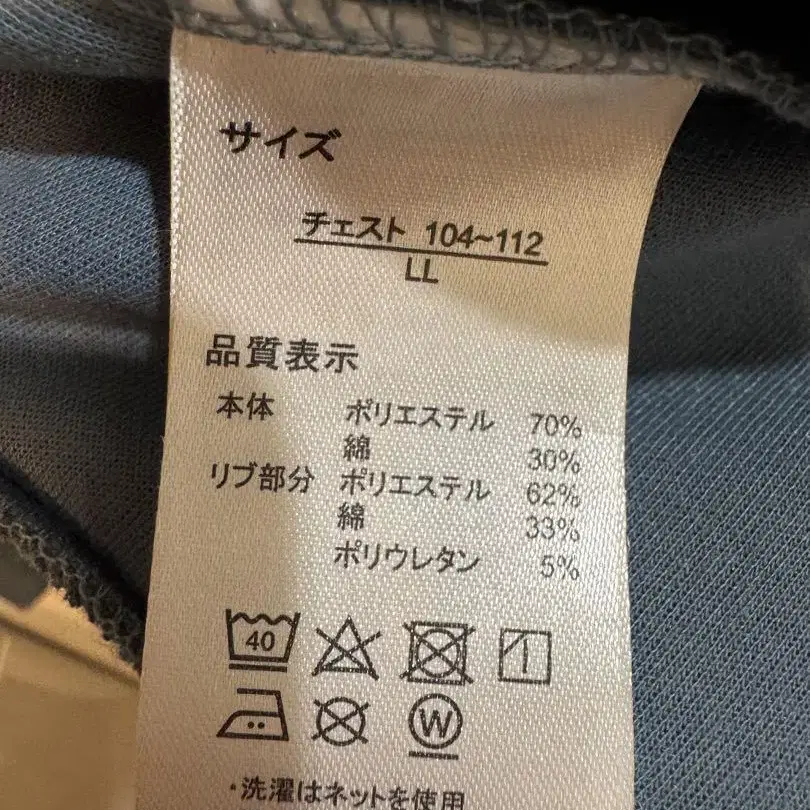 サイズ
チェスト 104~112
LL
品質表示
本体 ポリエステル 70%
綿 30%
リブ部分 ポリエステル 62%
綿 33%
ポリウレタン 5%
40
W
・洗濯はネットを使用